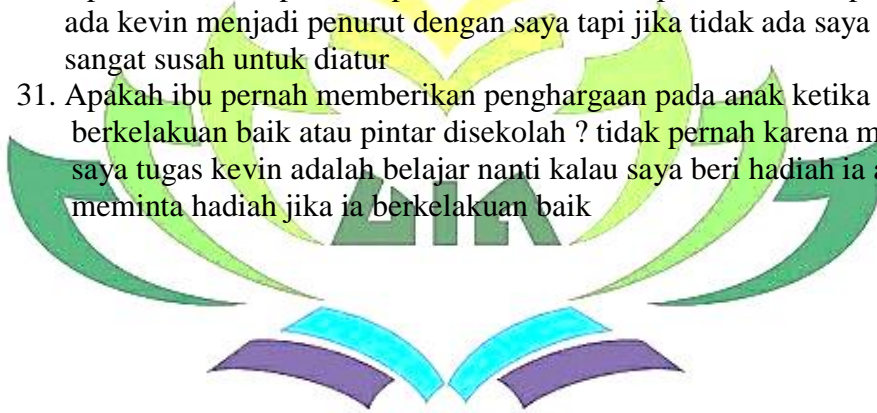 ada kevin menjadi penurut dengan saya tapi jika tidak ada saya
sangat susah untuk diatur
31. Apakah ibu pernah memberikan penghargaan pada anak ketika
berkelakuan baik atau pintar disekolah ? tidak pernah karena
saya tugas kevin adalah belajar nanti kalau saya beri hadiah ia
meminta hadiah jika ia berkelakuan baik